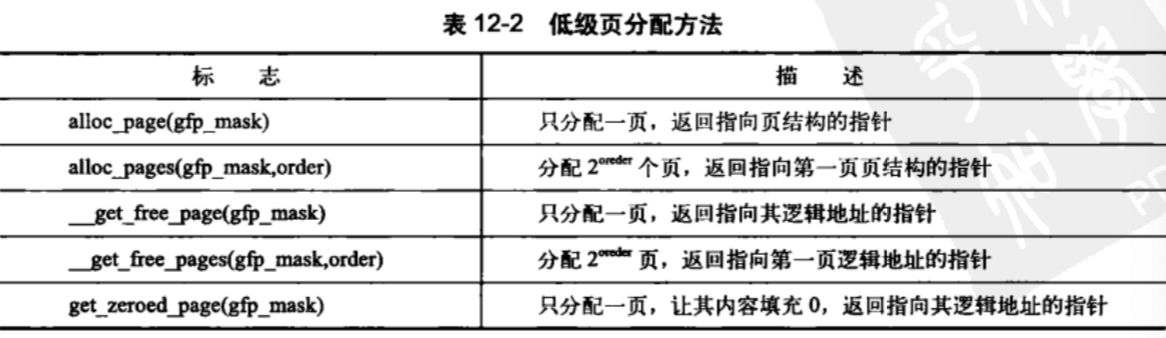 表 12-2 低级页分配方法
标 志 描 述
alloc_page(gfp_mask) 只分配一页，返回指向页结构的指针
alloc_pages(gfp_mask,order) 分配 2^oreder 个页，返回指向第一页页结构的指针
__get_free_page(gfp_mask) 只分配一页，返回指向其逻辑地址的指针
__get_free_pages(gfp_mask,order) 分配 2^oreder 页，返回指向第一页逻辑地址的指针
get_zeroed_page(gfp_mask) 只分配一页，让其内容填充 0，返回指向其逻辑地址的指针